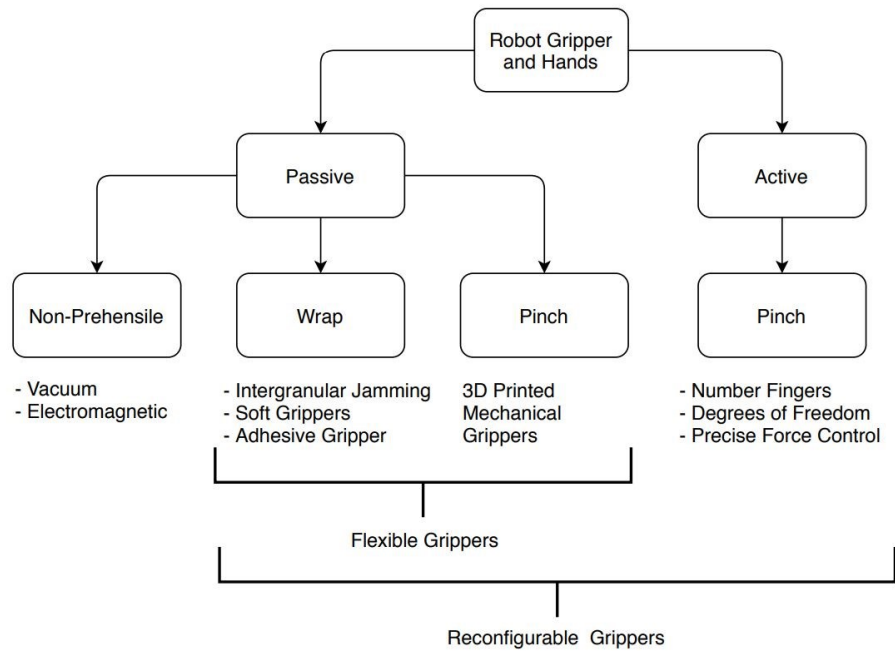 Robot Gripper
and Hands
Passive
Active
Non-Prehensile
Wrap
Pinch
Pinch
- Vacuum
- Electromagnetic
- Intergranular Jamming
- Soft Grippers
- Adhesive Gripper
3D Printed
Mechanical
Grippers
- Number Fingers
- Degrees of Freedom
- Precise Force Control
Flexible Grippers
Reconfigurable Grippers